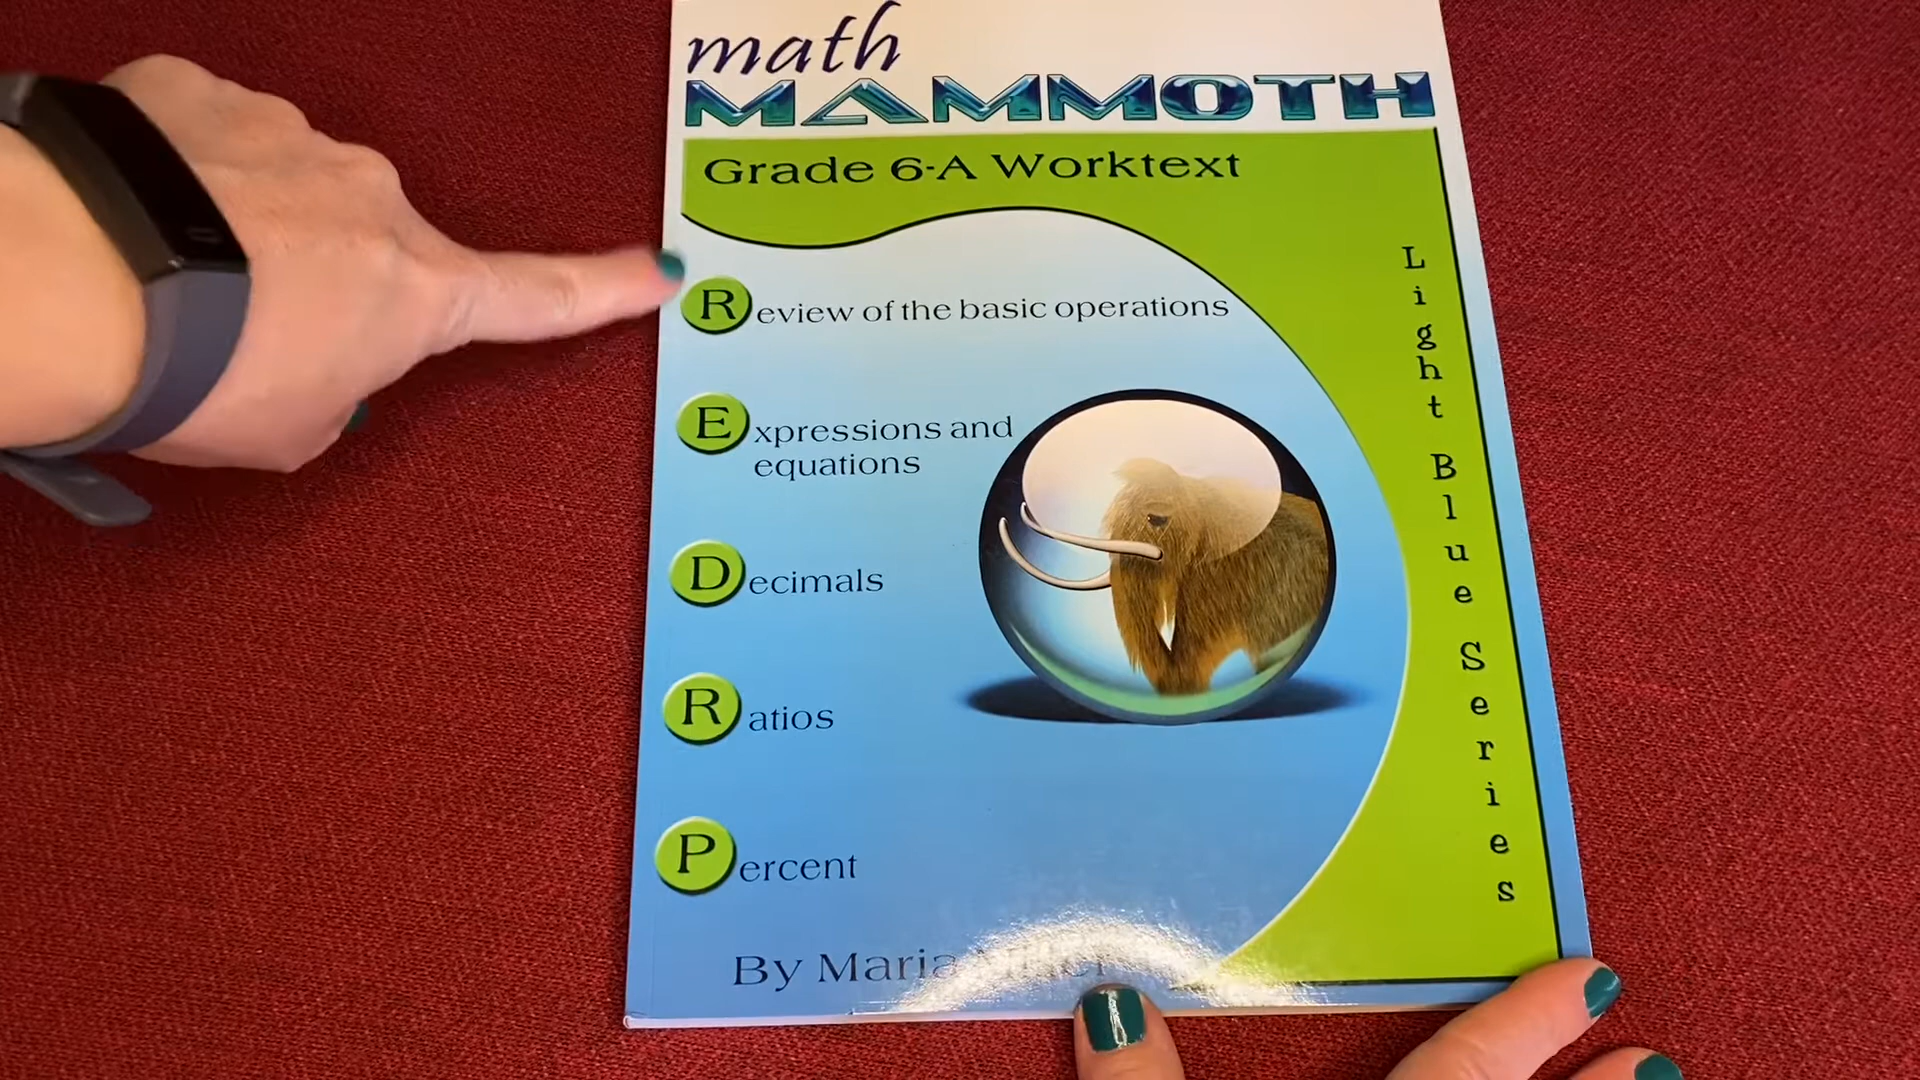 math
MAMMOTH
Grade 6-A Worktext
Review of the basic operations
Expressions and
equations
Decimals
Ratios
Percent
By Maria Miller
Light Blue Series